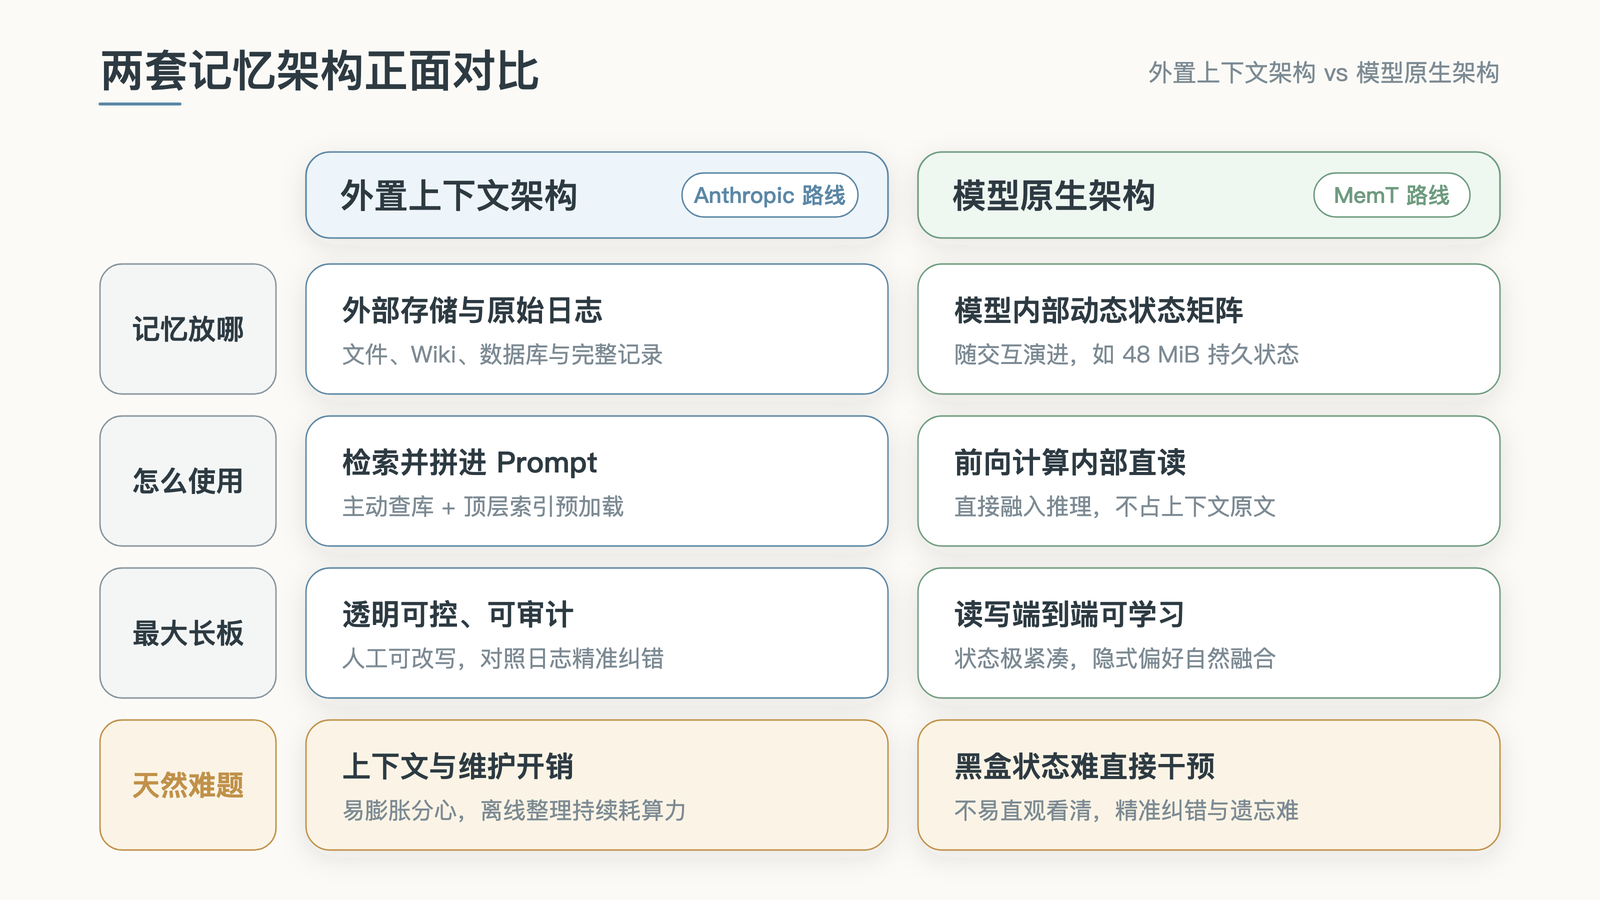 两套记忆架构正面对比
外置上下文架构 vs 模型原生架构
外置上下文架构
Anthropic 路线
模型原生架构
MemT 路线
记忆放哪
外部存储与原始日志
文件、Wiki、数据库与完整记录
模型内部动态状态矩阵
随交互演进，如 48 MiB 持久状态
怎么使用
检索并拼进 Prompt
主动查库 + 顶层索引预加载
前向计算内部直读
直接融入推理，不占上下文原文
最大长板
透明可控、可审计
人工可改写，对照日志精准纠错
读写端到端可学习
状态极紧凑，隐式偏好自然融合
天然难题
上下文与维护开销
易膨胀分心，离线整理持续耗算力
黑盒状态难直接干预
不易直观看清，精准纠错与遗忘难